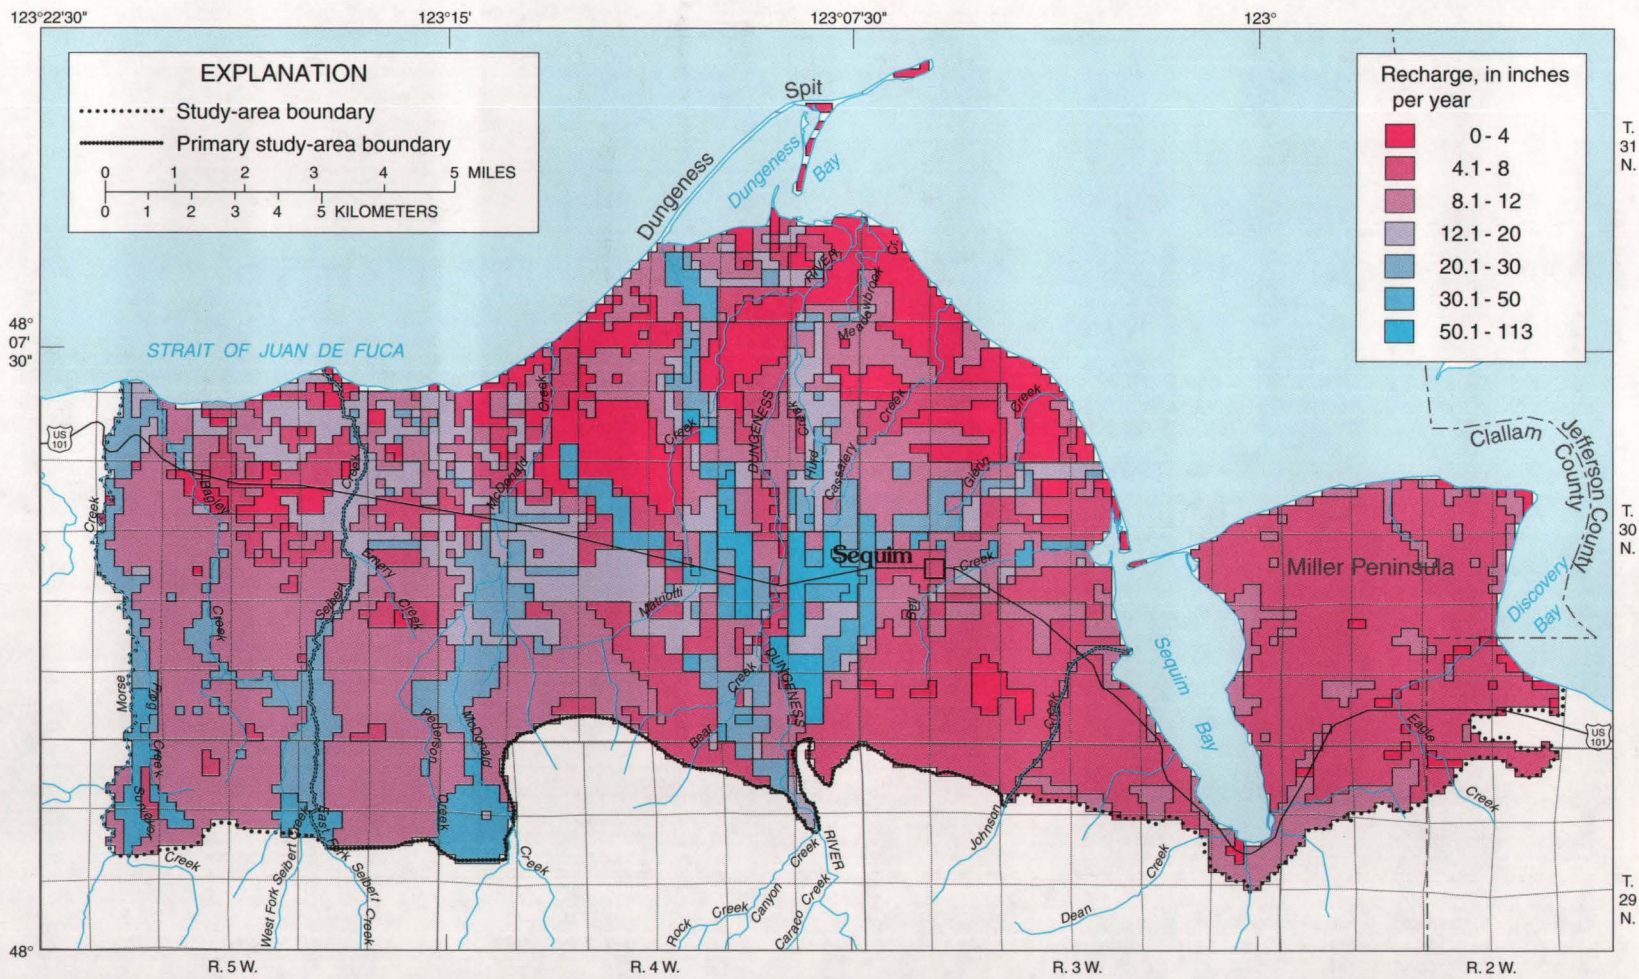 123°22'30"
123°15'
123°07'30"
123°
EXPLANATION
Study-area boundary
Primary study-area boundary
0 1 2 3 4 5 MILES
0 1 2 3 4 5 KILOMETERS
Recharge, in inches
per year
0 - 4
4.1 - 8
8.1 - 12
12.1 - 20
20.1 - 30
30.1 - 50
50.1 - 113
T.
31
N.
Spit
Dungeness
Dungeness
Bay
RIVER
Cr.
Meadowbrook
48°
07'
30"
STRAIT OF JUAN DE FUCA
US
101
Creek
Creek
Creek
Creek
DUNGENESS
Creek
Hurd
Cassalery
Creek
Gierin
Clallam
County
Jefferson County
McDonald
Bagley
Creek
Sequim
Creek
Bell
Miller Peninsula
T.
30
N.
Discovery
Bay
Emery
Creek
Siebert
Creek
Matriotti
DUNGENESS
Creek
Bear
Sequim
Bay
Morse
Frog
Creek
Pederson
Creek
McDonald
Creek
Johnson
Eagle
Creek
US
101
Surveyor
Creek
West Fork Seibert Creek
East Fork Seibert Creek
Creek
RIVER
Creek
Canyon
Rock
Creek
Caraco Creek
Dean
Creek
T.
29
N.
48°
R. 5 W.
R. 4 W.
R. 3 W.
R. 2 W.